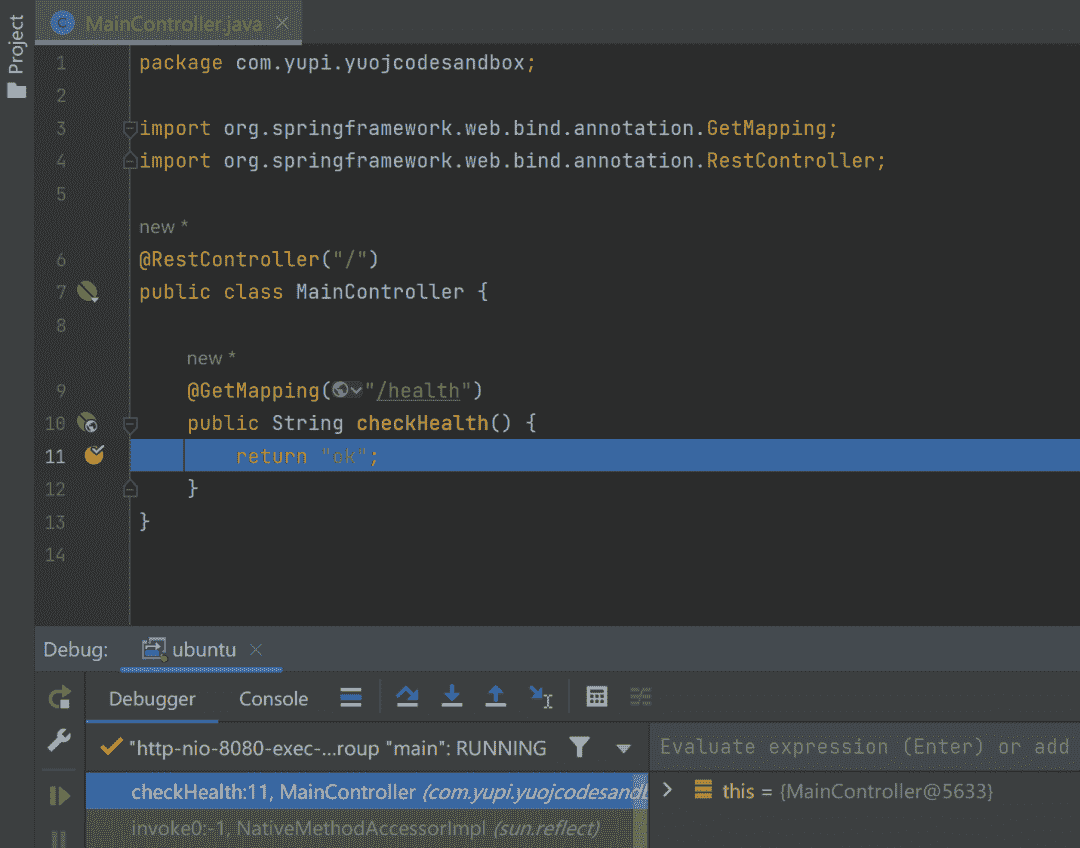 Project
MainController.java
1 package com.yupi.yuojcodesandbox;
2
3 import org.springframework.web.bind.annotation.GetMapping;
4 import org.springframework.web.bind.annotation.RestController;
5
new *
6 @RestController("/")
7 public class MainController {
8
new *
9 @GetMapping("/health")
10 public String checkHealth() {
11 return "ok";
12 }
13 }
14
Debug: ubuntu
Debugger Console
"http-nio-8080-exec-...roup "main": RUNNING
Evaluate expression (Enter) or add
checkHealth:11, MainController (com.yupi.yuojcodesand
this = {MainController@5633}
invoke0:-1, NativeMethodAccessorImpl (sun.reflect)